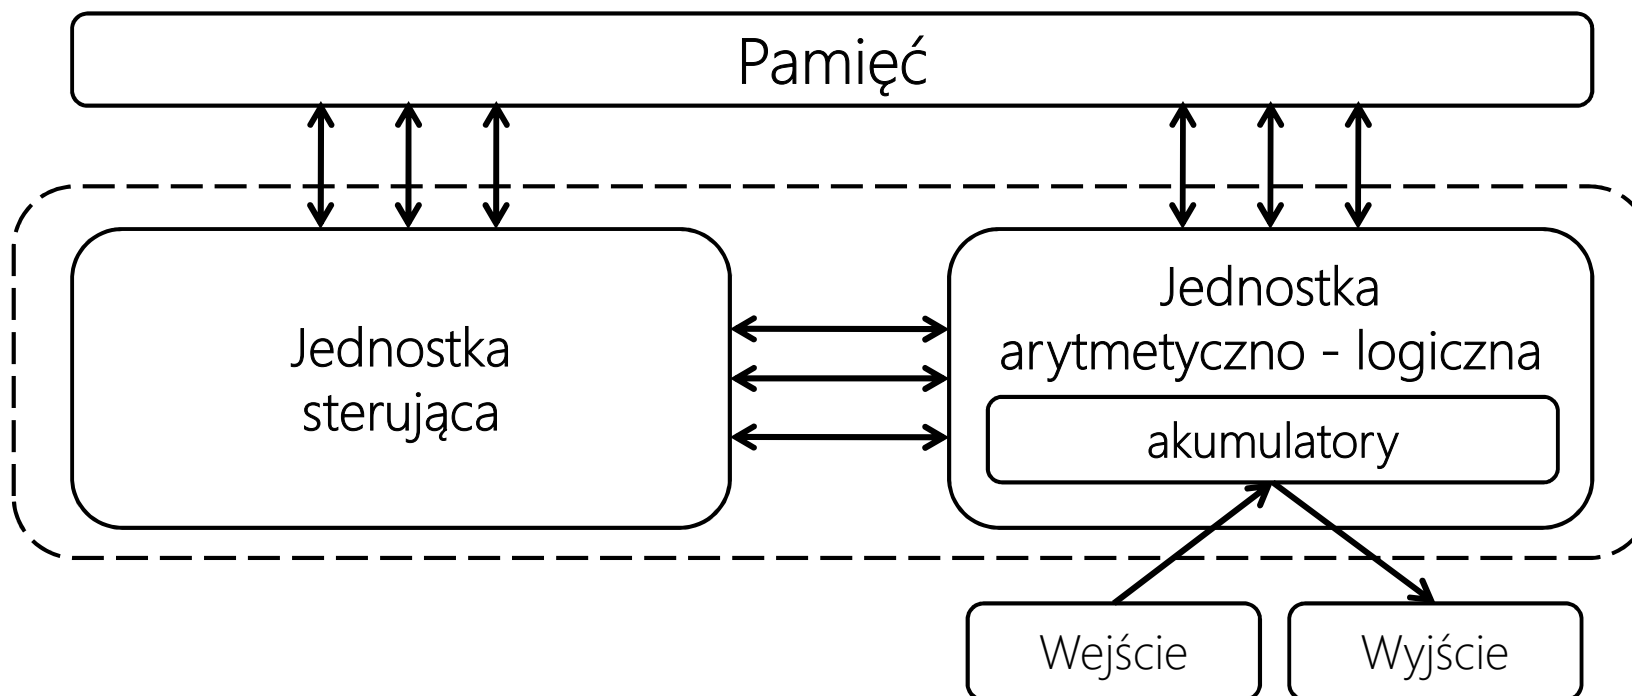 Pamięć
Jednostka
sterująca
Jednostka
arytmetyczno - logiczna
akumulatory
Wejście
Wyjście